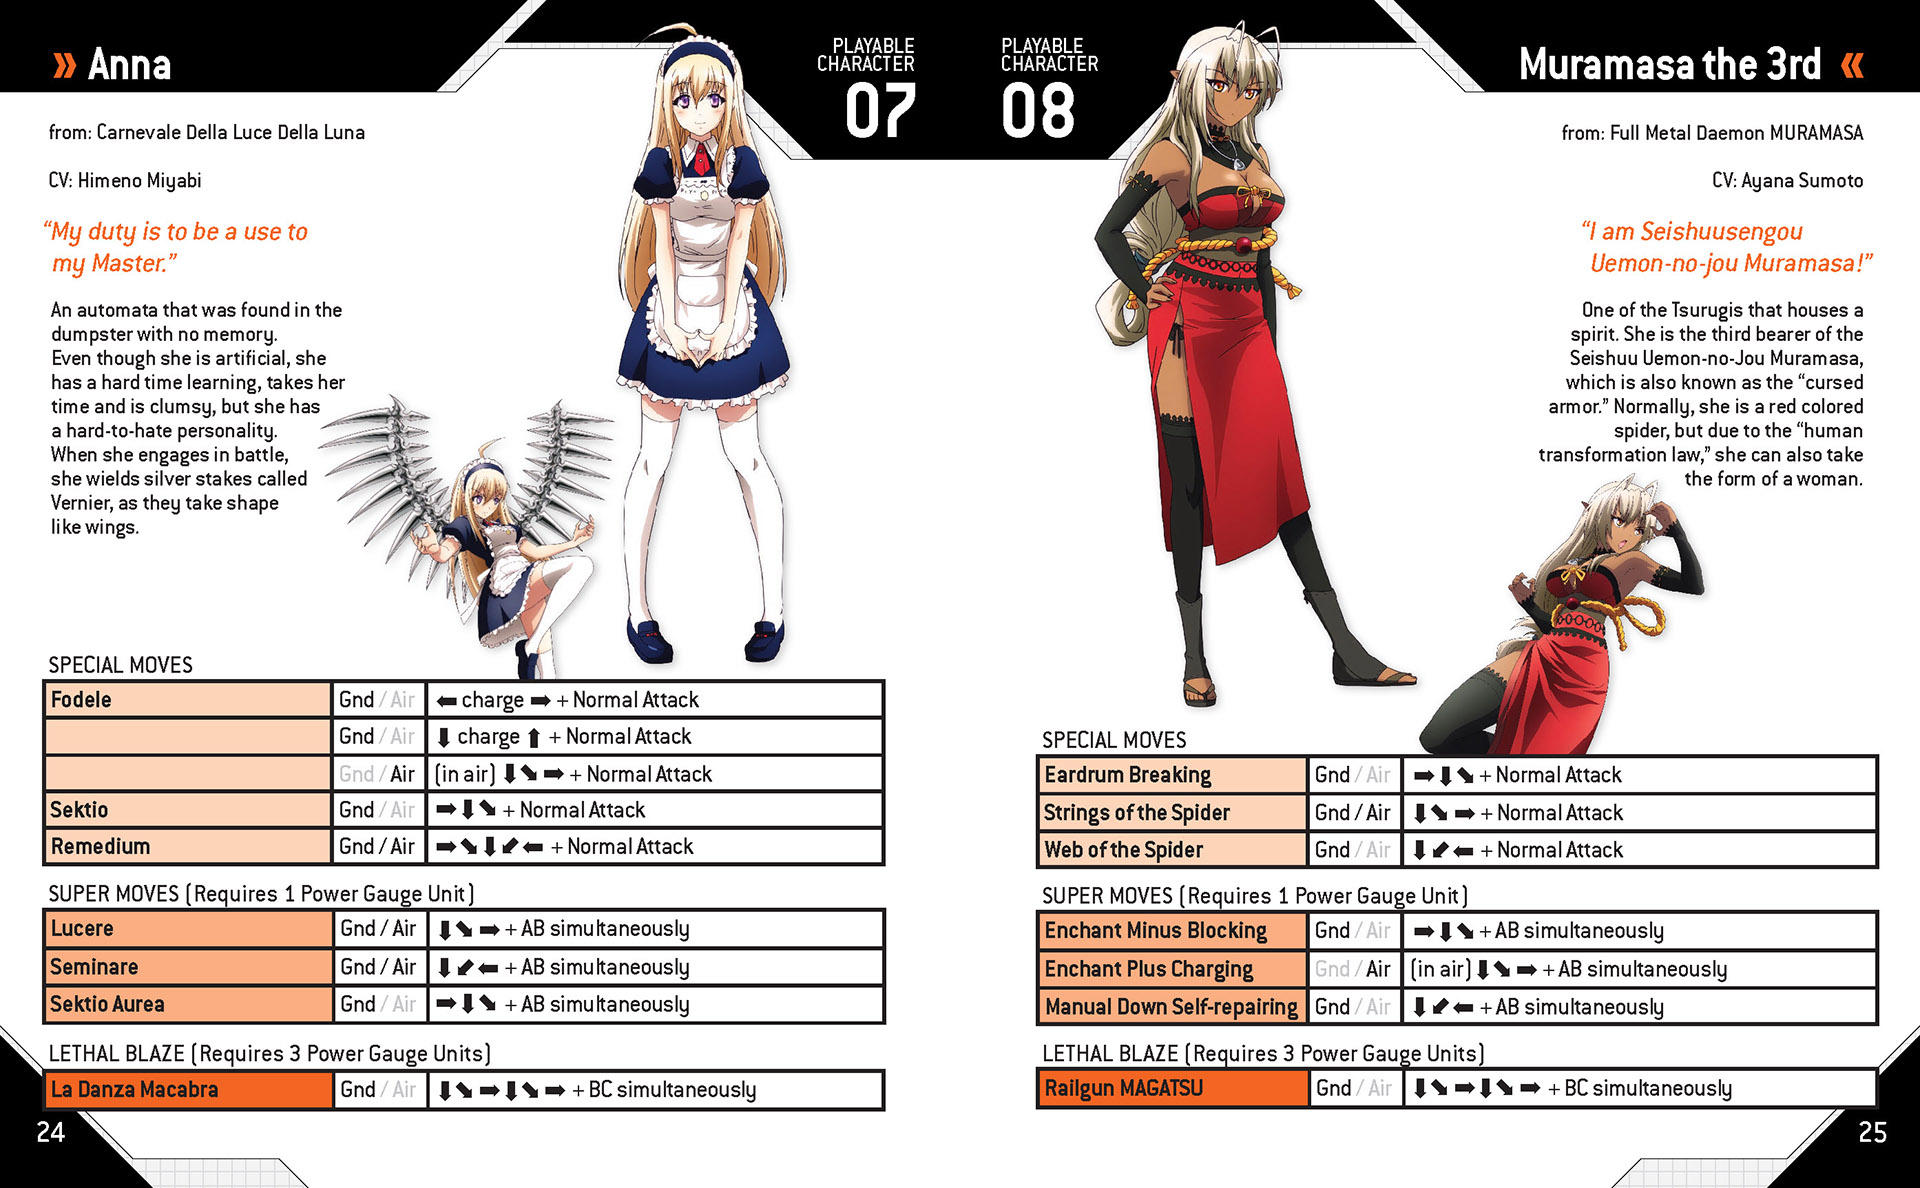 » Anna
PLAYABLE
CHARACTER
07
from: Carnevale Della Luce Della Luna
CV: Himeno Miyabi
“My duty is to be a use to
my Master.”
An automata that was found in the
dumpster with no memory.
Even though she is artificial, she
has a hard time learning, takes her
time and is clumsy, but she has
a hard-to-hate personality.
When she engages in battle,
she wields silver stakes called
Vernier, as they take shape
like wings.
SPECIAL MOVES
Fodele Gnd / Air ⬅ charge ➡ + Normal Attack
Gnd / Air ⬇ charge ⬆ + Normal Attack
Gnd / Air (in air) ⬇⬊➡ + Normal Attack
Sektio Gnd / Air ➡⬇⬊ + Normal Attack
Remedium Gnd / Air ➡⬊⬇⬋⬅ + Normal Attack
SUPER MOVES (Requires 1 Power Gauge Unit)
Lucere Gnd / Air ⬇⬊➡ + AB simultaneously
Seminare Gnd / Air ⬇⬋⬅ + AB simultaneously
Sektio Aurea Gnd / Air ➡⬇⬊ + AB simultaneously
LETHAL BLAZE (Requires 3 Power Gauge Units)
La Danza Macabra Gnd / Air ⬇⬊➡⬇⬊➡ + BC simultaneously
24
PLAYABLE
CHARACTER
08
Muramasa the 3rd «
from: Full Metal Daemon MURAMASA
CV: Ayana Sumoto
“I am Seishuusengou
Uemon-no-jou Muramasa!”
One of the Tsurugis that houses a
spirit. She is the third bearer of the
Seishuu Uemon-no-Jou Muramasa,
which is also known as the “cursed
armor.” Normally, she is a red colored
spider, but due to the “human
transformation law,” she can also take
the form of a woman.
SPECIAL MOVES
Eardrum Breaking Gnd / Air ➡⬇⬊ + Normal Attack
Strings of the Spider Gnd / Air ⬇⬊➡ + Normal Attack
Web of the Spider Gnd / Air ⬇⬋⬅ + Normal Attack
SUPER MOVES (Requires 1 Power Gauge Unit)
Enchant Minus Blocking Gnd / Air ➡⬇⬊ + AB simultaneously
Enchant Plus Charging Gnd / Air (in air) ⬇⬊➡ + AB simultaneously
Manual Down Self-repairing Gnd / Air ⬇⬋⬅ + AB simultaneously
LETHAL BLAZE (Requires 3 Power Gauge Units)
Railgun MAGATSU Gnd / Air ⬇⬊➡⬇⬊➡ + BC simultaneously
25